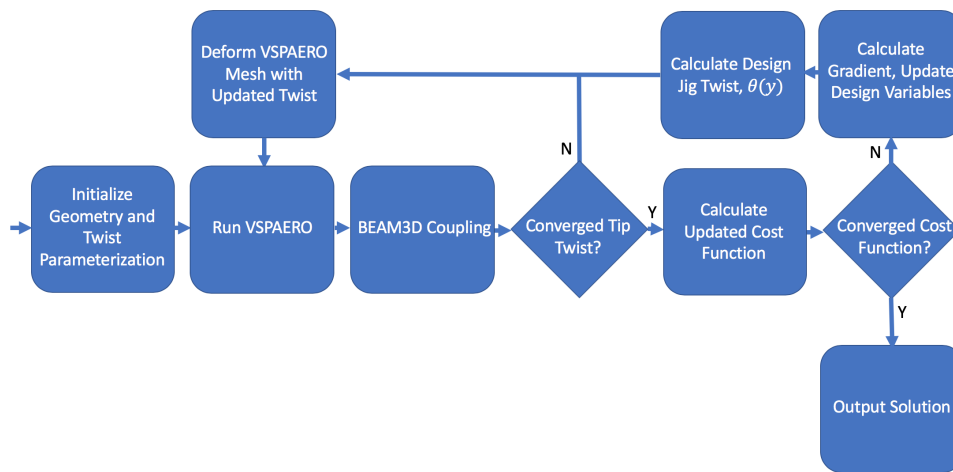 Deform VSPAERO
Mesh with
Updated Twist
Calculate Design
Jig Twist, θ(y)
Calculate
Gradient, Update
Design Variables
N
N
Initialize
Geometry and
Twist
Parameterization
Run VSPAERO
BEAM3D Coupling
Converged Tip
Twist?
Y
Calculate
Updated Cost
Function
Converged Cost
Function?
Y
Output Solution